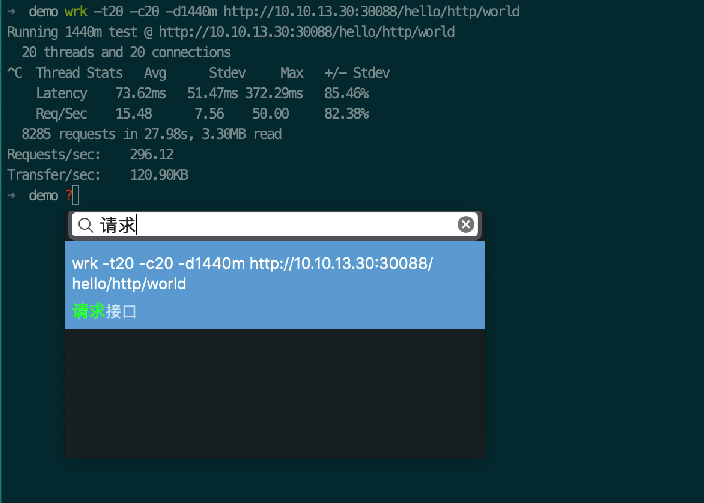 → demo wrk -t20 -c20 -d1440m http://10.10.13.30:30088/hello/http/world
Running 1440m test @ http://10.10.13.30:30088/hello/http/world
20 threads and 20 connections
^C Thread Stats Avg Stdev Max +/- Stdev
Latency 73.62ms 51.47ms 372.29ms 85.46%
Req/Sec 15.48 7.56 50.00 82.38%
8285 requests in 27.98s, 3.30MB read
Requests/sec: 296.12
Transfer/sec: 120.90KB
→ demo ?
请求
wrk -t20 -c20 -d1440m http://10.10.13.30:30088/
hello/http/world
请求接口